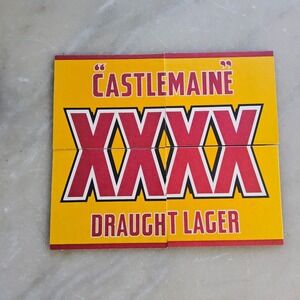 "CASTLEMAINE"
XXXX
DRAUGHT LAGER